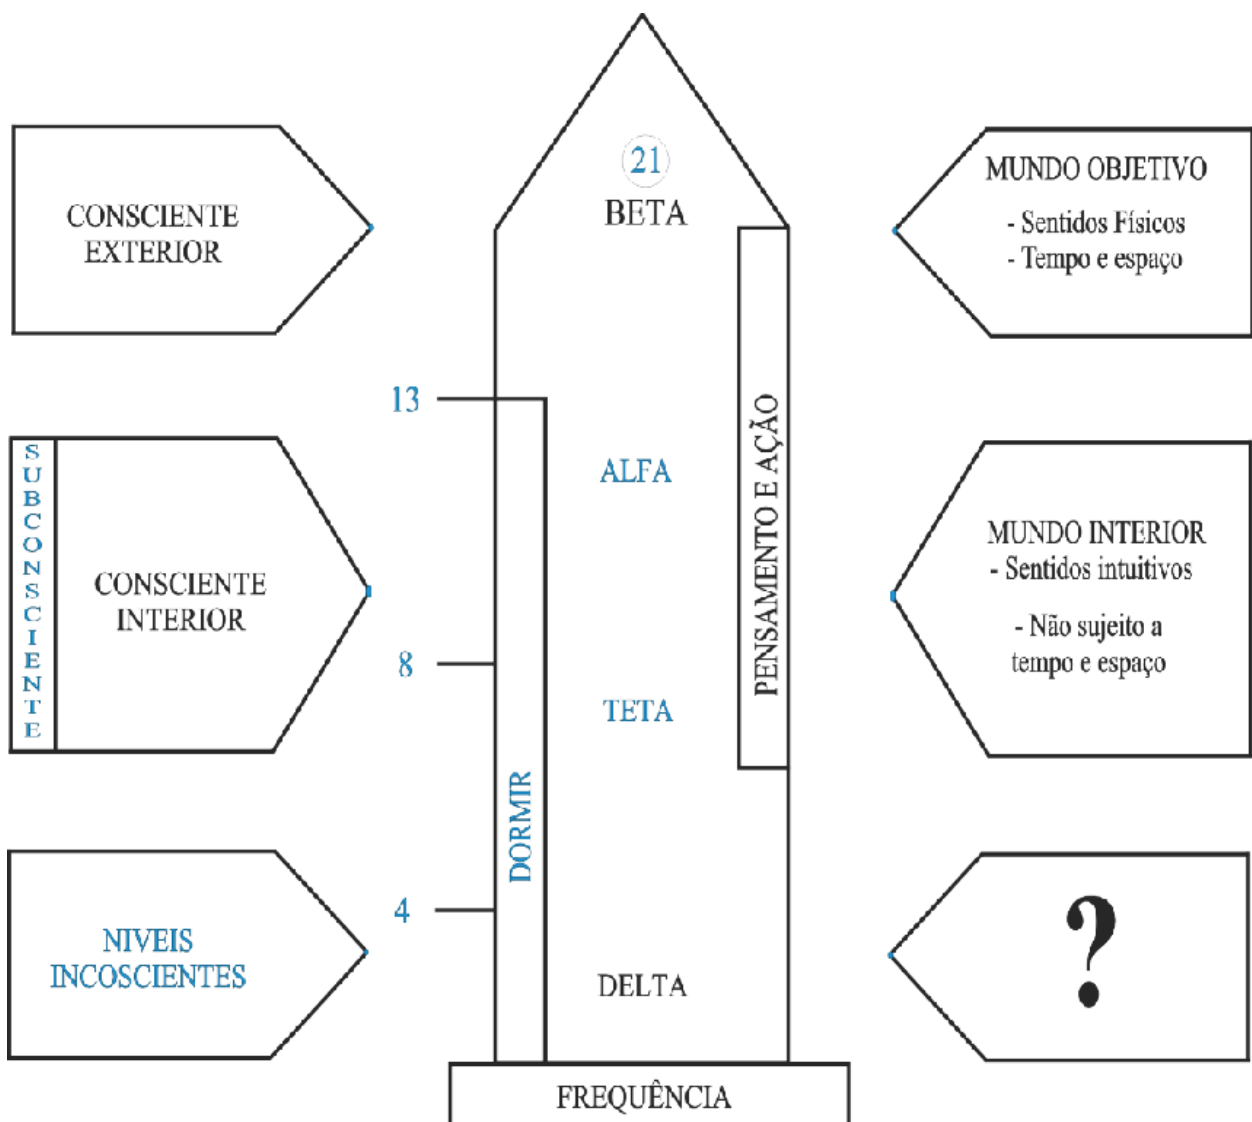 21
BETA
CONSCIENTE
EXTERIOR
MUNDO OBJETIVO
- Sentidos Físicos
- Tempo e espaço
13
ALFA
PENSAMENTO E AÇÃO
SUBCONSCIENTE
CONSCIENTE
INTERIOR
MUNDO INTERIOR
- Sentidos intuitivos
- Não sujeito a
tempo e espaço
8
TETA
DORMIR
4
NIVEIS
INCOSCIENTES
DELTA
?
FREQUÊNCIA